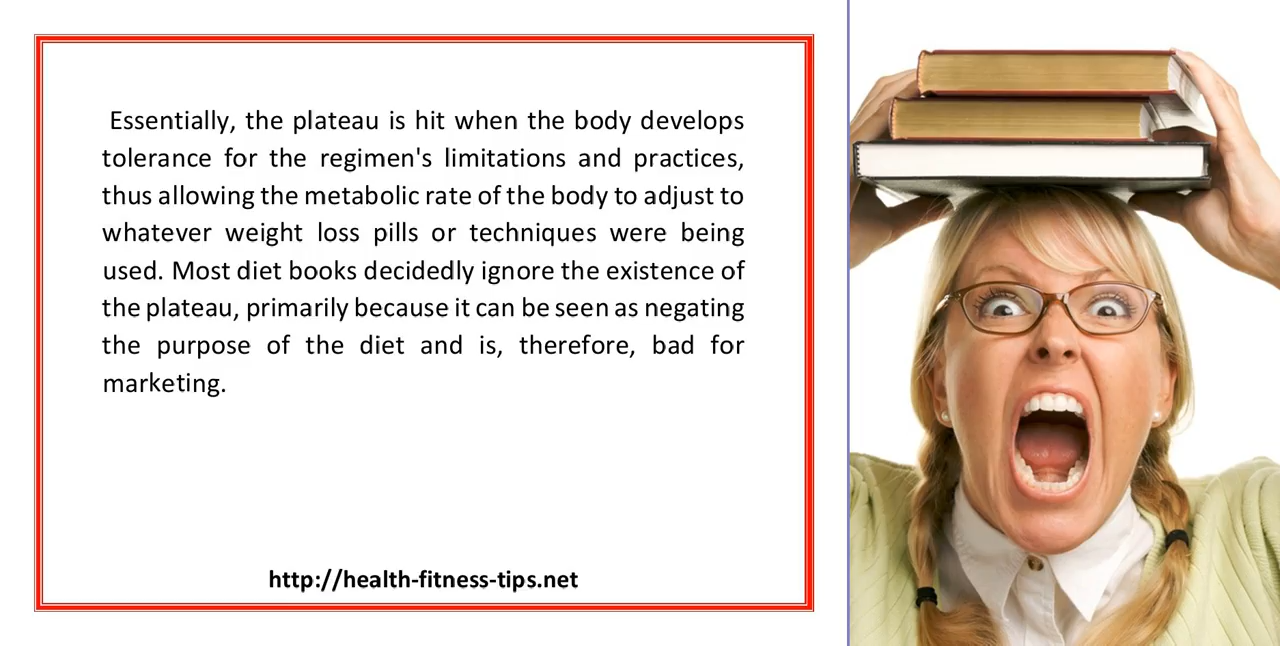 Essentially, the plateau is hit when the body develops
tolerance for the regimen's limitations and practices,
thus allowing the metabolic rate of the body to adjust to
whatever weight loss pills or techniques were being
used. Most diet books decidedly ignore the existence of
the plateau, primarily because it can be seen as negating
the purpose of the diet and is, therefore, bad for
marketing.
http://health-fitness-tips.net